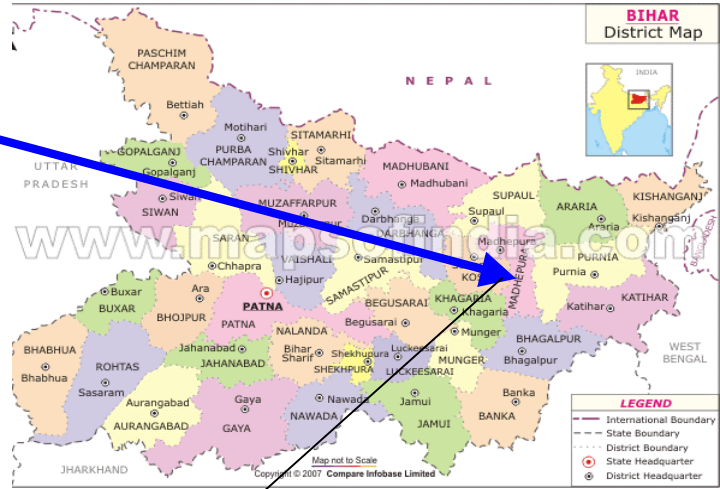 BIHAR
District Map
INDIA
N E P A L
PASCHIM
CHAMPARAN
Bettiah
Motihari
PURBA
CHAMPARAN
SITAMARHI
Shivhar
SHIVHAR
Sitamarhi
GOPALGANJ
Gopalganj
UTTAR
PRADESH
Siwan
SIWAN
MADHUBANI
Madhubani
MUZAFFARPUR
Darbhanga
DARBHANGA
SUPAUL
Supaul
ARARIA
Araria
KISHANGANJ
Kishanganj
BANGLADESH
www.mapsofindia.com
SARAN
VAISHALI
Samastipur
SAMASTIPUR
Madhepura
MADHEPURA
PURNIA
Purnia
Chhapra
Hajipur
Buxar
BUXAR
Ara
BHOJPUR
PATNA
PATNA
BEGUSARAI
Begusarai
KHAGARIA
Khagaria
KATIHAR
Katihar
NALANDA
Bihar
Sharif
Jahanabad
JAHANABAD
Sheikhpura
SHEKHPURA
Luckeesarai
LUCKEESARAI
Munger
MUNGER
BHAGALPUR
Bhagalpur
WEST
BENGAL
BHABHUA
Bhabhua
ROHTAS
Sasaram
Aurangabad
AURANGABAD
Gaya
GAYA
Nawada
NAWADA
Jamui
JAMUI
Banka
BANKA
JHARKHAND
Map not to Scale
Copyright © 2007 Compare Infobase Limited
LEGEND
International Boundary
State Boundary
District Boundary
State Headquarter
District Headquarter